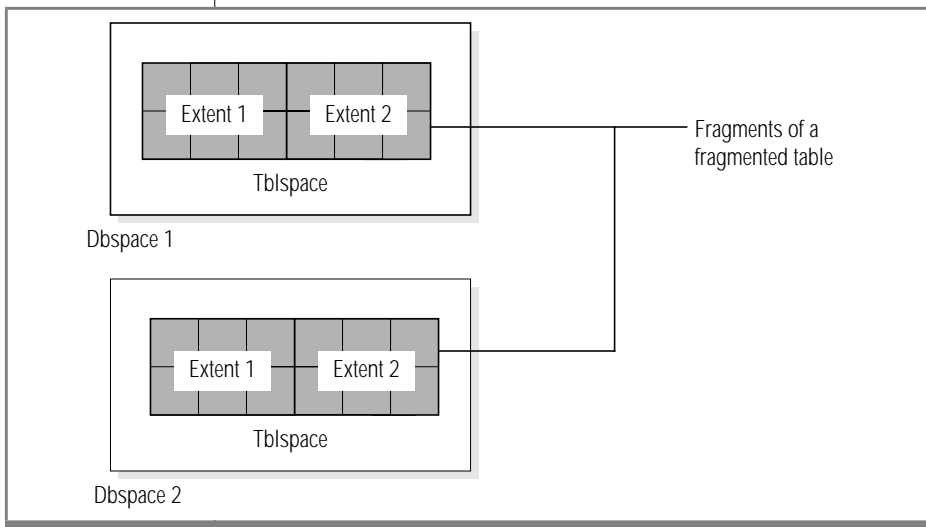 Extent 1
Extent 2
Tblspace
Dbspace 1
Fragments of a
fragmented table
Extent 1
Extent 2
Tblspace
Dbspace 2